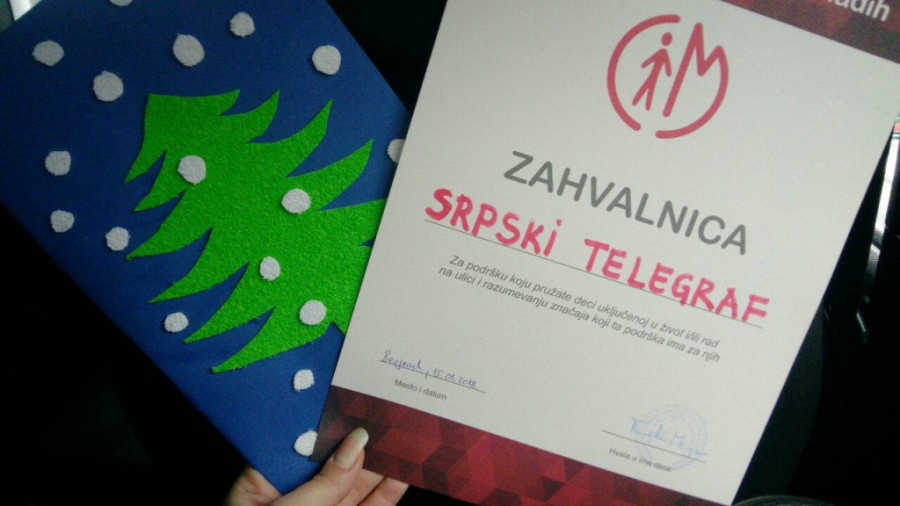 ZAHVALNICA
SRPSKI TELEGRAF
Za podršku koju pružate deci uključenoj u život i/ili rad
na ulici i razumevanju značaja koji ta podrška ima za njih
Beograd,
Mesto i datum
Hvala u ime dece